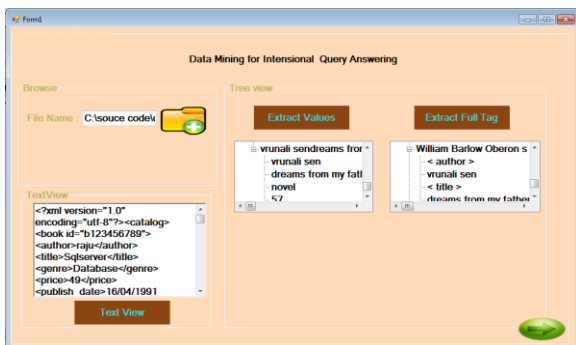 Form1
Data Mining for Intensional Query Answering
Browse
File Name : C:\souce code\
TextView
<?xml version="1.0"
encoding="utf-8"?><catalog>
<book id="b123456789">
<author>raju</author>
<title>Sqlserver</title>
<genre>Database</genre>
<price>49</price>
<publish_date>16/04/1991
Text View
Tree view
Extract Values
vrunali sendreams fror
vrunali sen
dreams from my fatl
novel
57
Extract Full Tag
William Barlow Oberon s
< author >
vrunali sen
< title >
dreams from my father